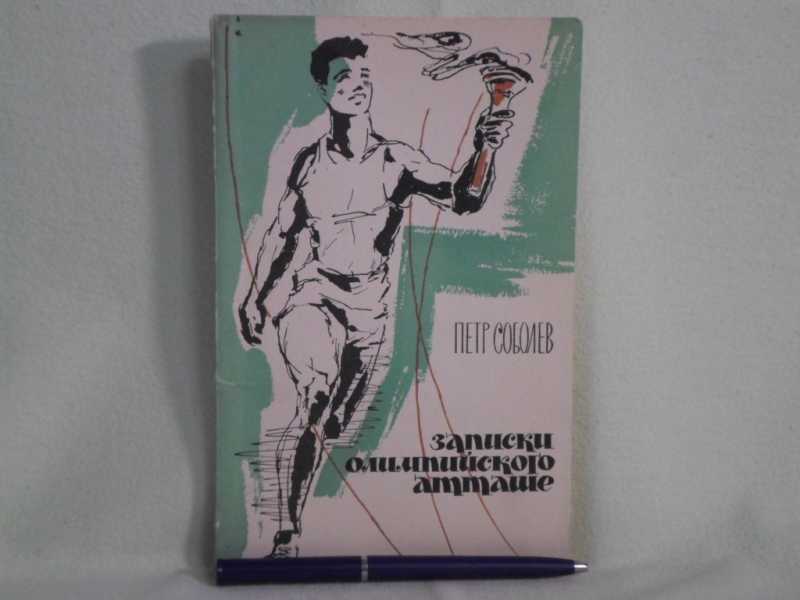 ПЕТР СОБОЛЕВ
записки
олимпийского
атташе